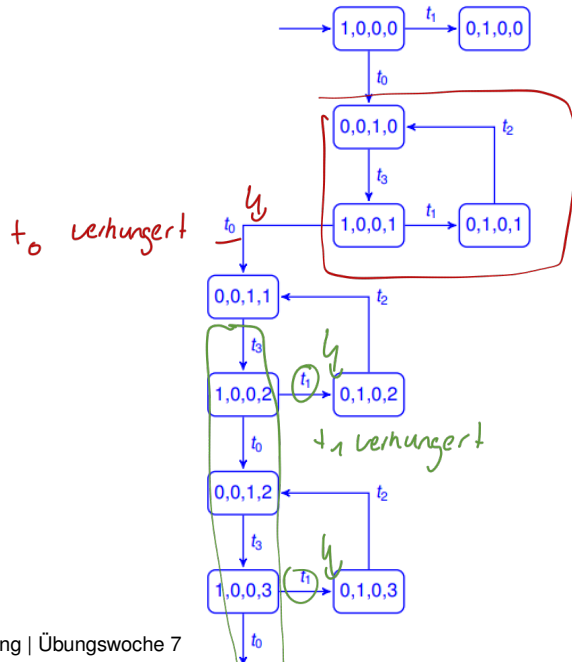 1,0,0,0 t₁ 0,1,0,0
t₀
0,0,1,0 t₂
t₃
t₀ verhungert t₀ 1,0,0,1 t₁ 0,1,0,1
0,0,1,1 t₂
t₃
1,0,0,2 t₁ 0,1,0,2
t₀ t₁ verhungert
0,0,1,2 t₂
t₃
1,0,0,3 t₁ 0,1,0,3
ng | Übungswoche 7 t₀